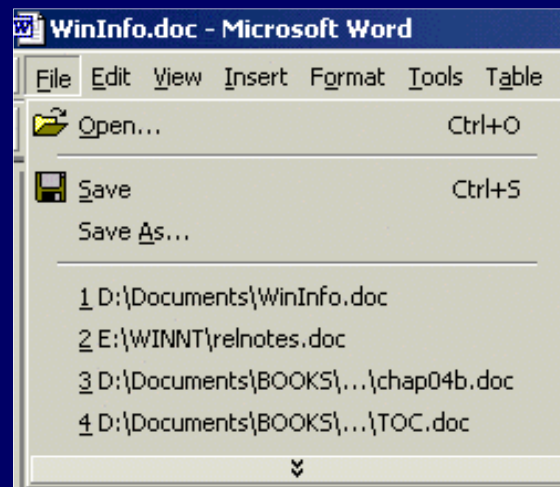 WinInfo.doc - Microsoft Word
File Edit View Insert Format Tools Table
Open... Ctrl+O
Save Ctrl+S
Save As...
1 D:\Documents\WinInfo.doc
2 E:\WINNT\relnotes.doc
3 D:\Documents\BOOKS\...\chap04b.doc
4 D:\Documents\BOOKS\...\TOC.doc